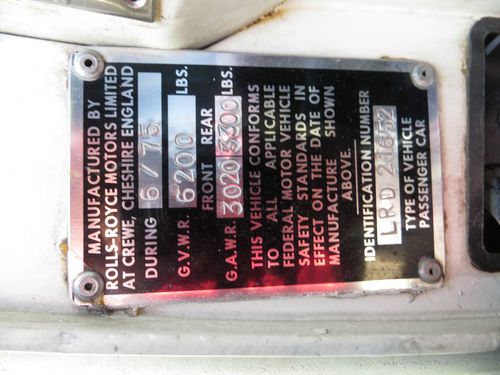 MANUFACTURED BY
ROLLS-ROYCE MOTORS LIMITED
AT CREWE, CHESHIRE ENGLAND
DURING 6/75
G.V.W.R. 6200 LBS.
FRONT REAR
G.A.W.R. 3020 3300 LBS.
THIS VEHICLE CONFORMS
TO ALL APPLICABLE
FEDERAL MOTOR VEHICLE
SAFETY STANDARDS IN
EFFECT ON THE DATE OF
MANUFACTURE SHOWN
ABOVE.
IDENTIFICATION NUMBER
LRD 21652
TYPE OF VEHICLE
PASSENGER CAR